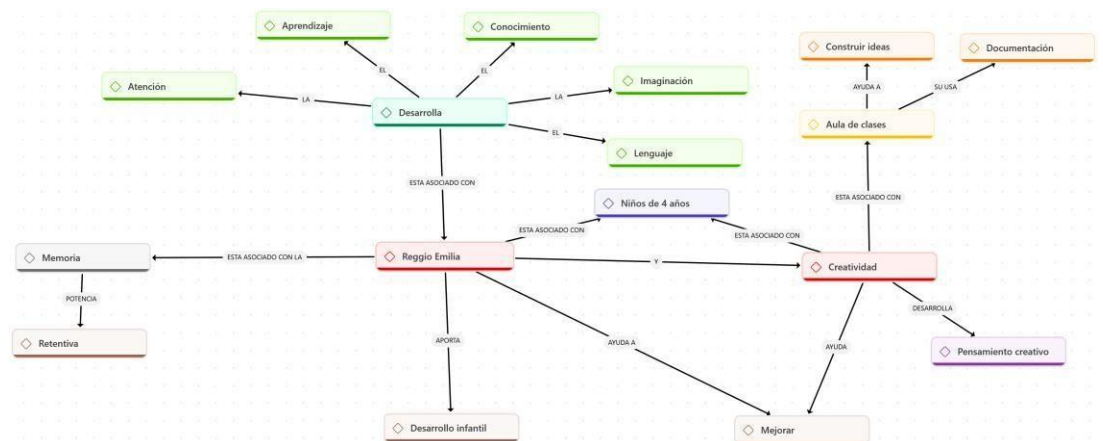 Aprendizaje
Conocimiento
Construir ideas
Documentación
EL
EL
Atención
Imaginación
AYUDA A
SU USA
LA
LA
Desarrolla
Aula de clases
EL
Lenguaje
ESTA ASOCIADO CON
ESTA ASOCIADO CON
Niños de 4 años
ESTA ASOCIADO CON
ESTA ASOCIADO CON
Memoria
ESTA ASOCIADO CON LA
Reggio Emilia
Y
Creatividad
POTENCIA
DESARROLLA
Retentiva
APORTA
AYUDA A
AYUDA
Pensamiento creativo
Desarrollo infantil
Mejorar